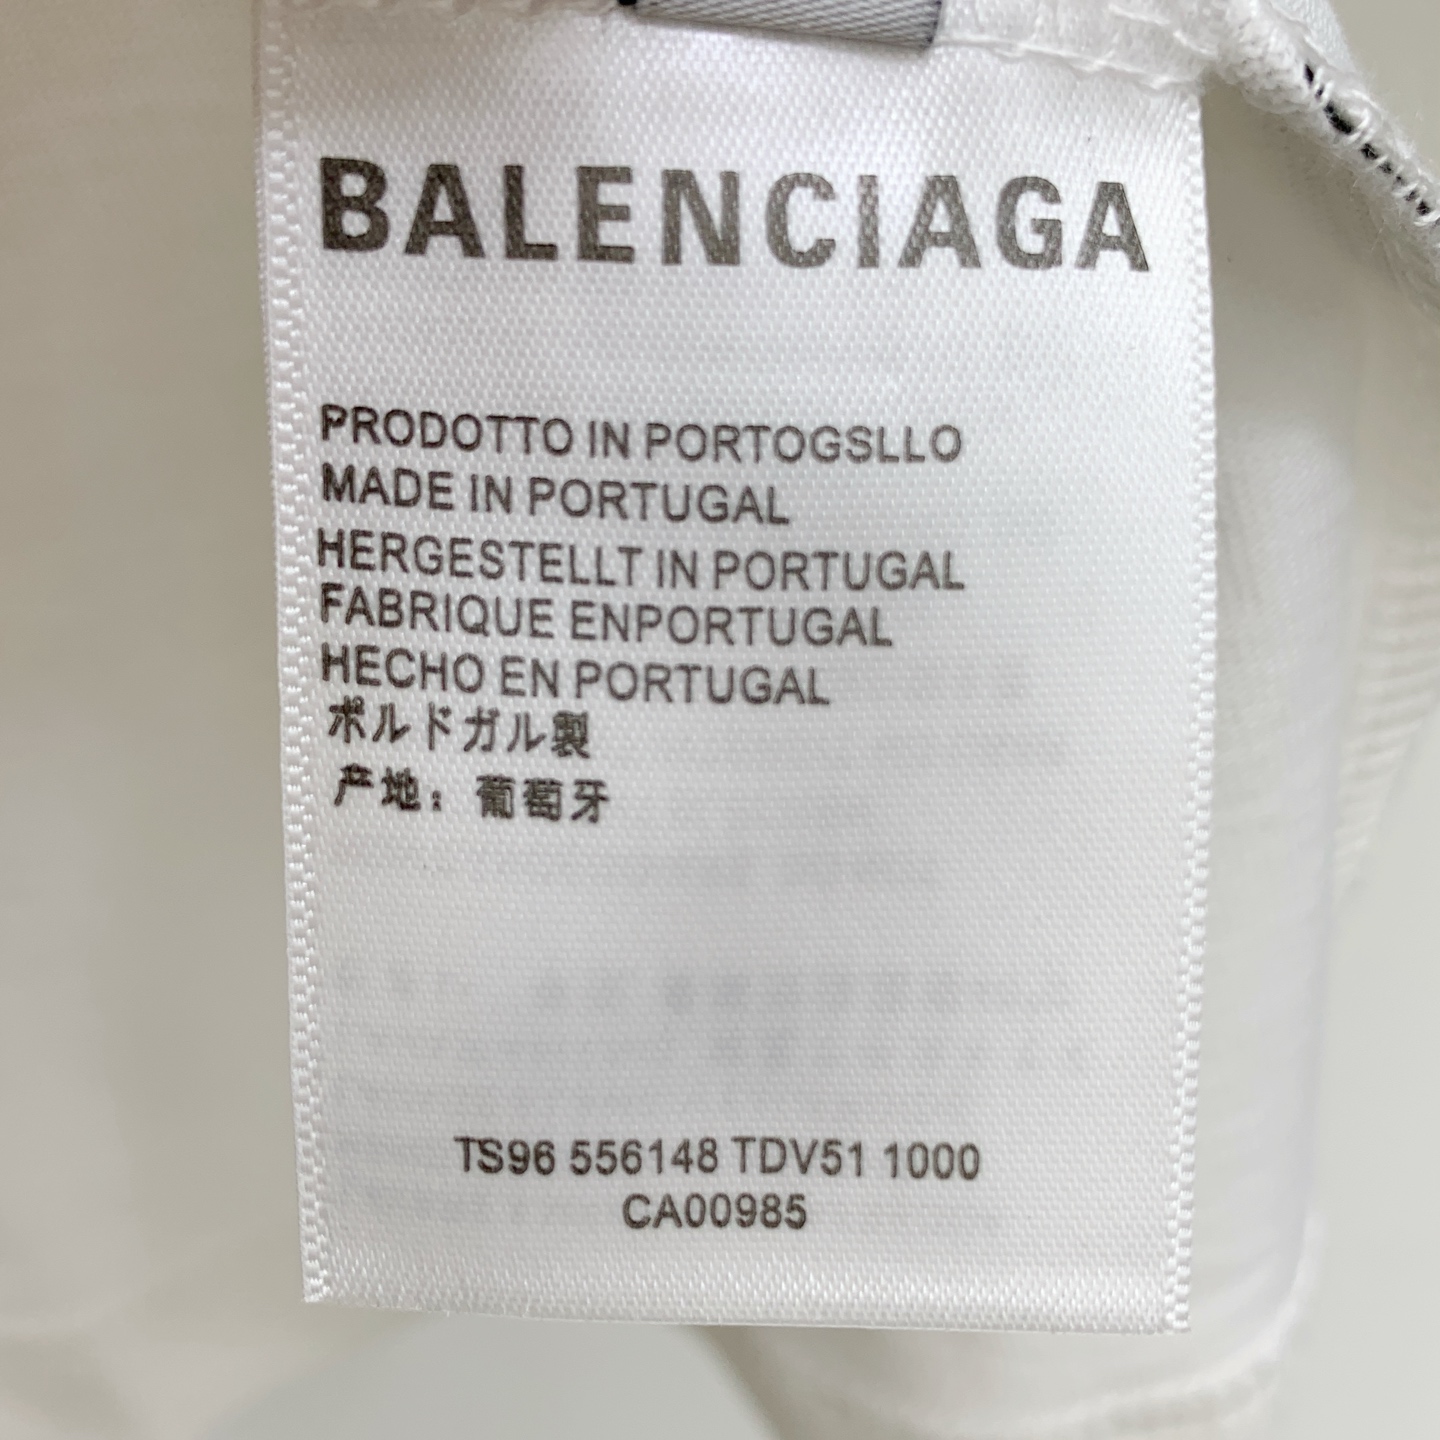 BALENCIAGA
PRODOTTO IN PORTOGSLLO
MADE IN PORTUGAL
HERGESTELLT IN PORTUGAL
FABRIQUE ENPORTUGAL
HECHO EN PORTUGAL
ポルドガル製
产地：葡萄牙
TS96 556148 TDV51 1000
CA00985